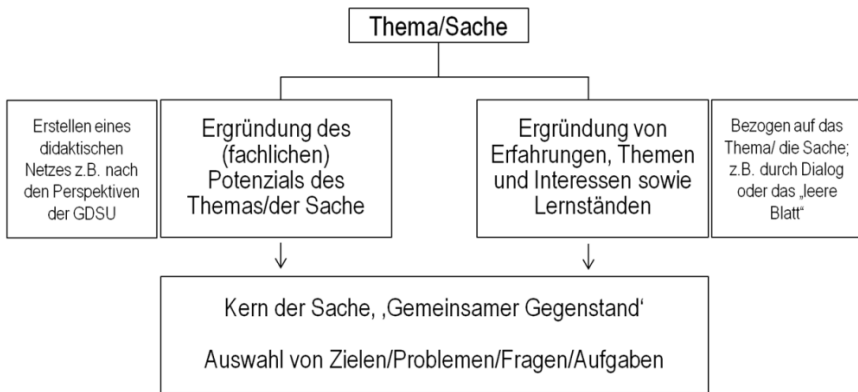 Thema/Sache
Erstellen eines
didaktischen
Netzes z.B. nach
den Perspektiven
der GDSU
Ergründung des
(fachlichen)
Potenzials des
Themas/der Sache
Ergründung von
Erfahrungen, Themen
und Interessen sowie
Lernständen
Bezogen auf das
Thema/ die Sache;
z.B. durch Dialog
oder das „leere
Blatt“
Kern der Sache, ‚Gemeinsamer Gegenstand‘
Auswahl von Zielen/Problemen/Fragen/Aufgaben